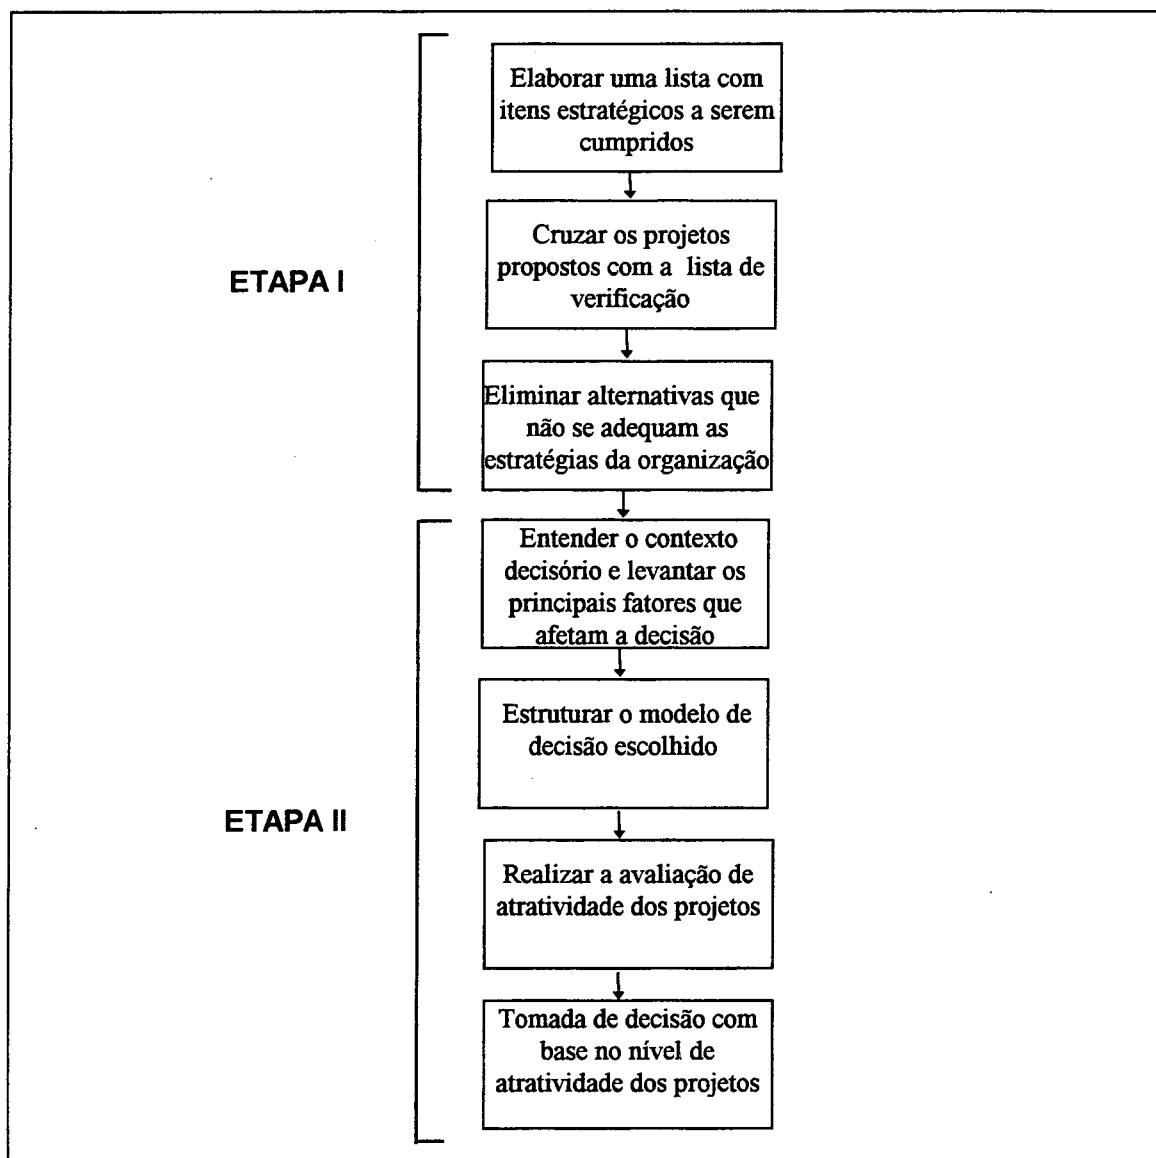 Elaborar uma lista com
itens estratégicos a serem
cumpridos
Cruzar os projetos
propostos com a lista de
verificação
ETAPA I
Eliminar alternativas que
não se adequam as
estratégias da organização
Entender o contexto
decisório e levantar os
principais fatores que
afetam a decisão
Estruturar o modelo de
decisão escolhido
ETAPA II
Realizar a avaliação de
atratividade dos projetos
Tomada de decisão com
base no nível de
atratividade dos projetos